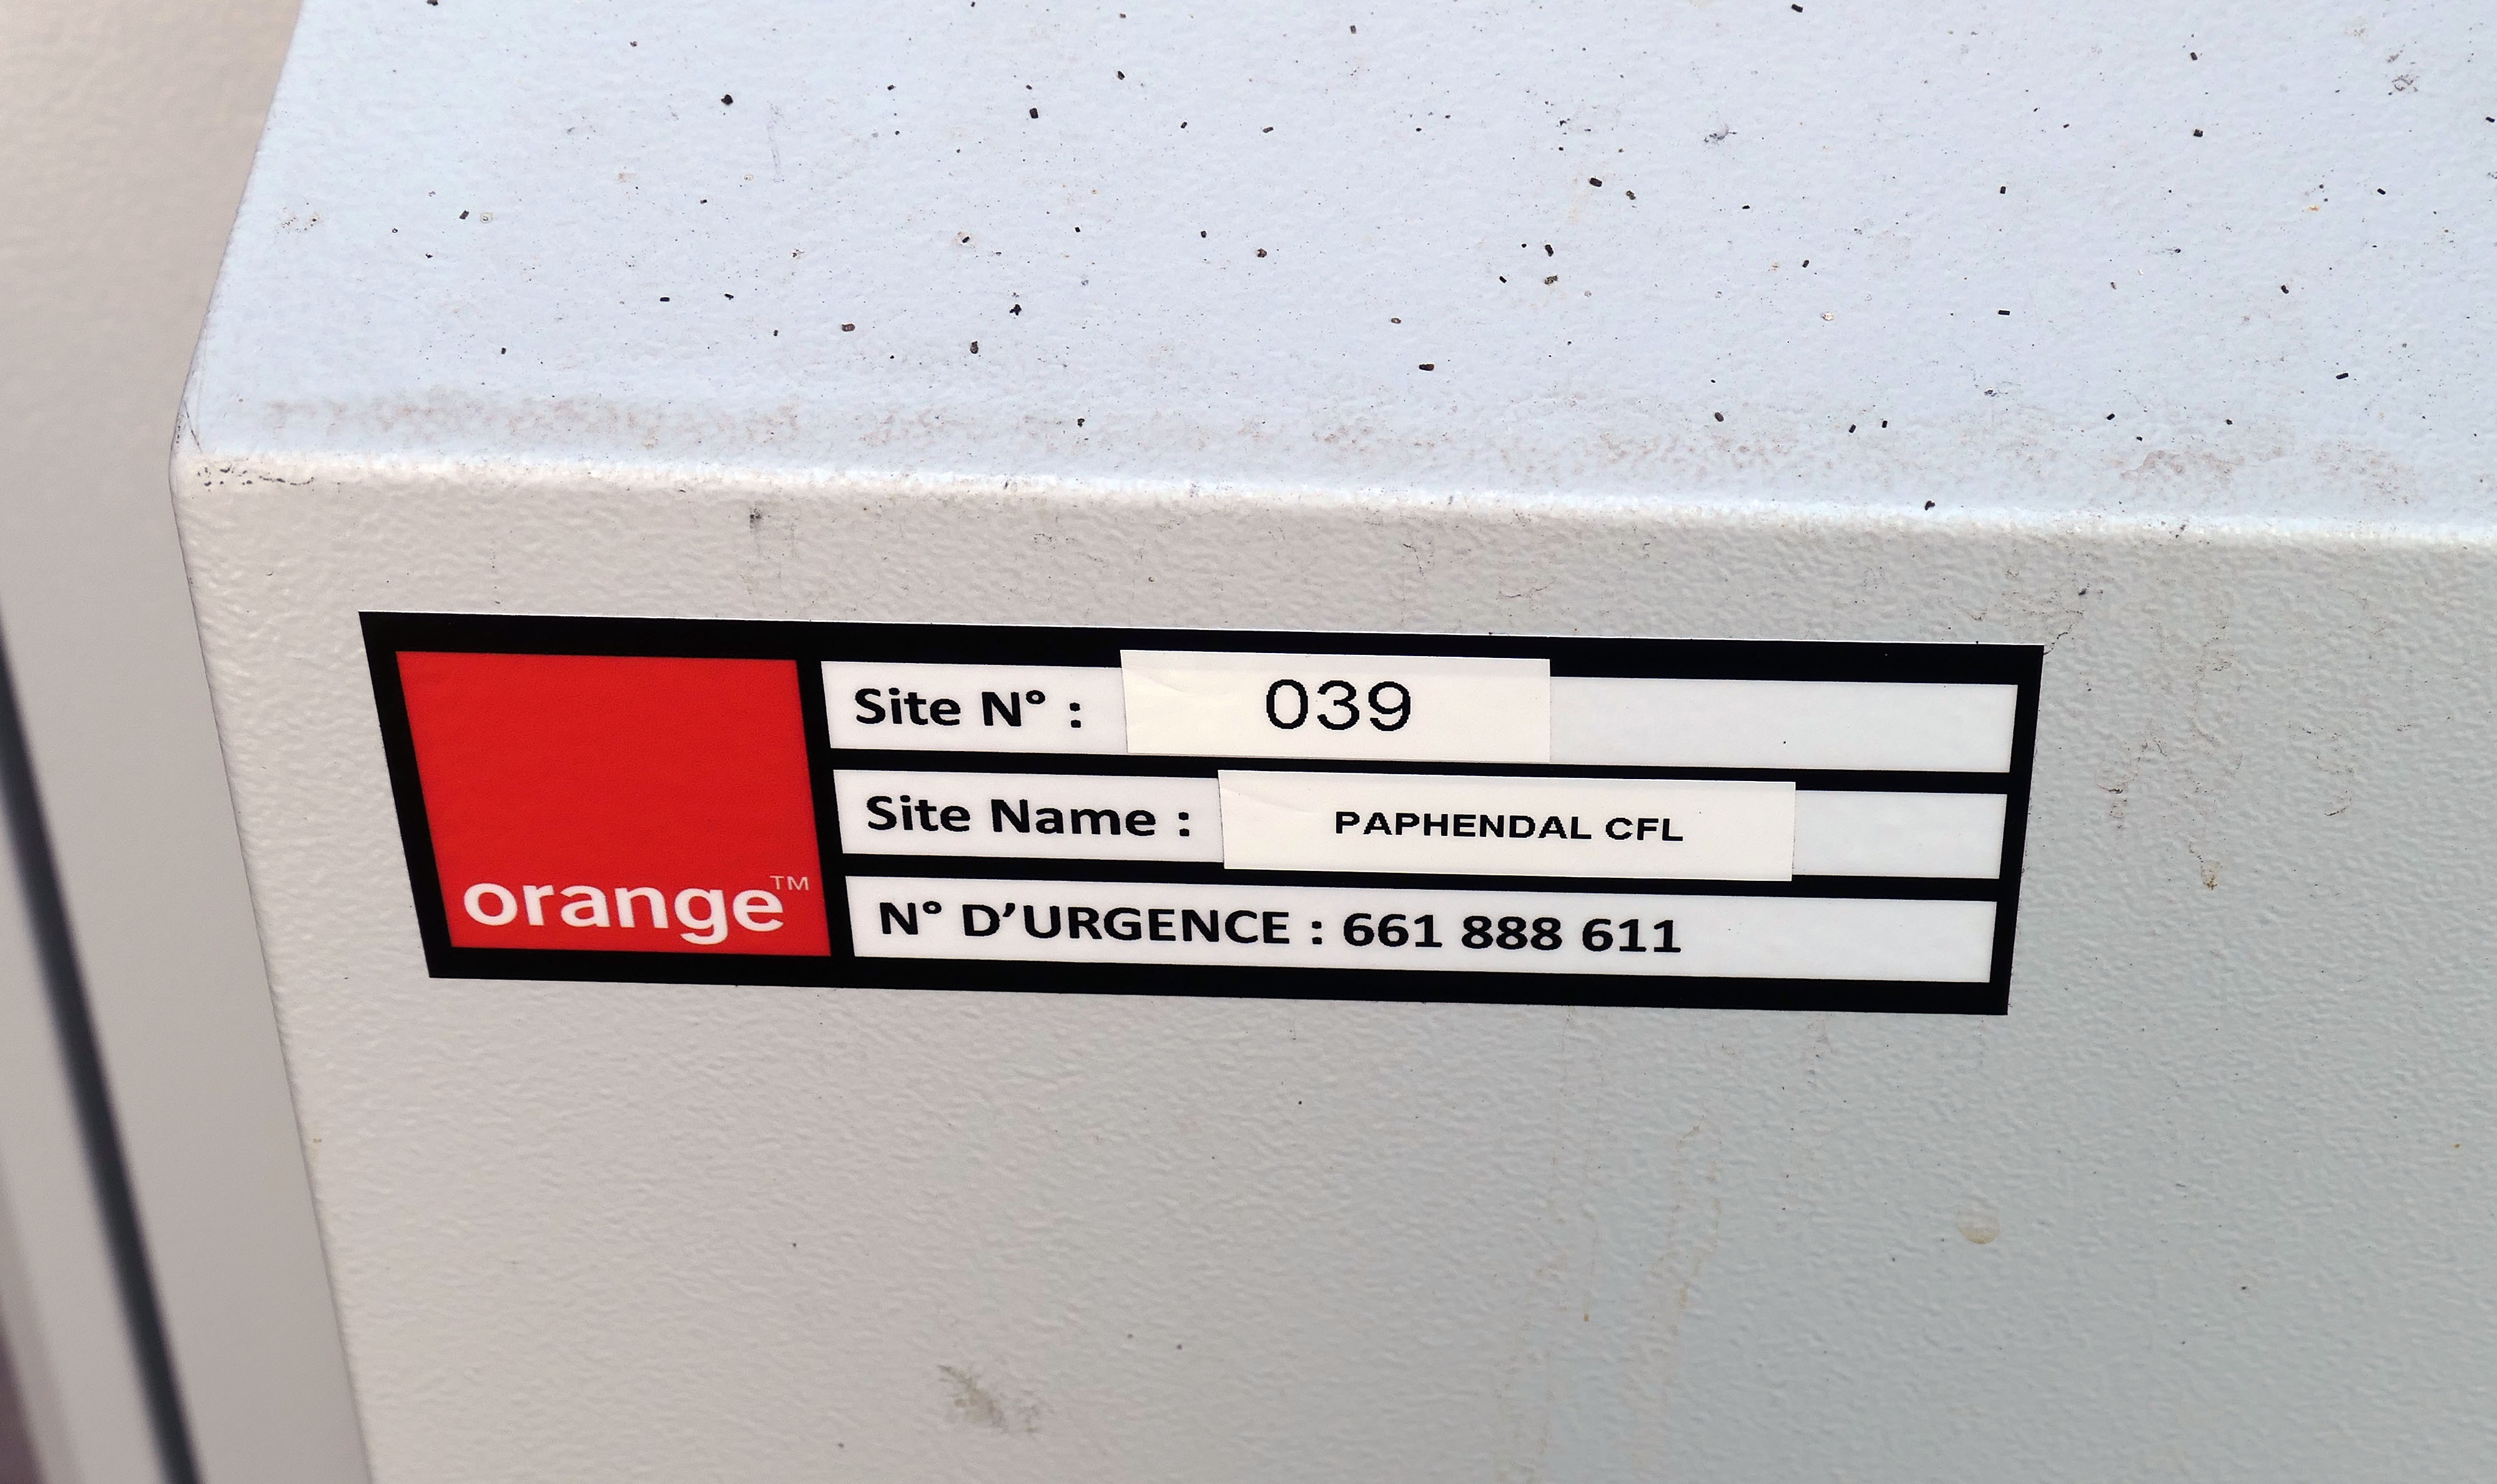 Site N° : 039
Site Name : PAPHENDAL CFL
N° D’URGENCE : 661 888 611
orange™